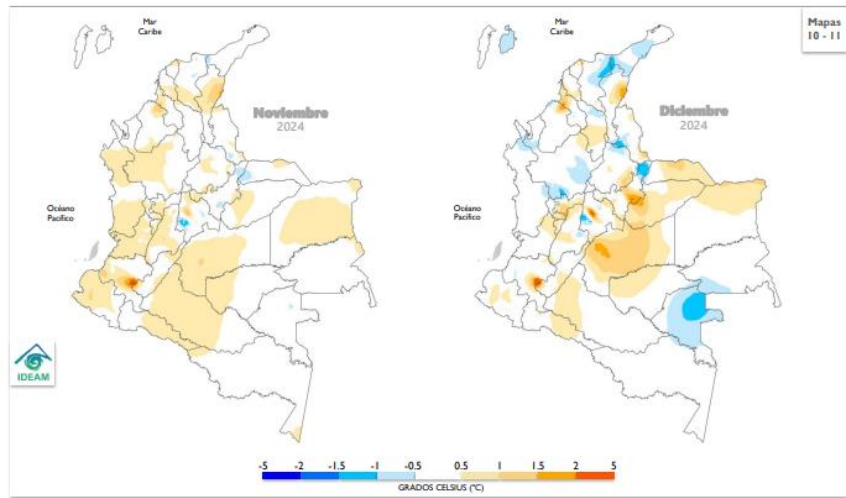 Mar
Caribe
Noviembre
2024
Océano
Pacífico
Mar
Caribe
Mapas
10 - 11
Diciembre
2024
Océano
Pacífico
IDEAM
-5 -2 -1.5 -1 -0.5 0.5 1 1.5 2 5
GRADOS CELSIUS (°C)